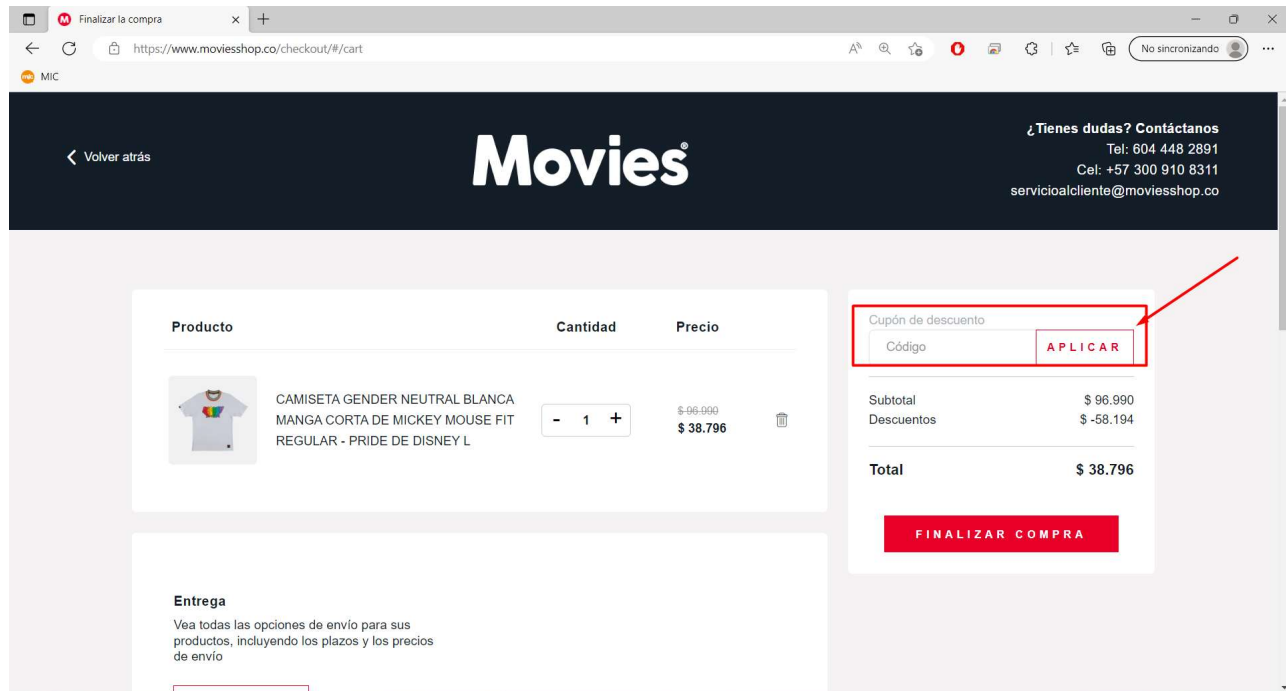 Finalizar la compra
https://www.moviesshop.co/checkout/#/cart
No sincronizando
MIC
Volver atrás
Movies®
¿Tienes dudas? Contáctanos
Tel: 604 448 2891
Cel: +57 300 910 8311
servicioalcliente@moviesshop.co
Producto Cantidad Precio
CAMISETA GENDER NEUTRAL BLANCA
MANGA CORTA DE MICKEY MOUSE FIT
REGULAR - PRIDE DE DISNEY L
- 1 +
$ 96.990
$ 38.796
Cupón de descuento
Código APLICAR
Subtotal $ 96.990
Descuentos $ -58.194
Total $ 38.796
FINALIZAR COMPRA
Entrega
Vea todas las opciones de envío para sus
productos, incluyendo los plazos y los precios
de envío